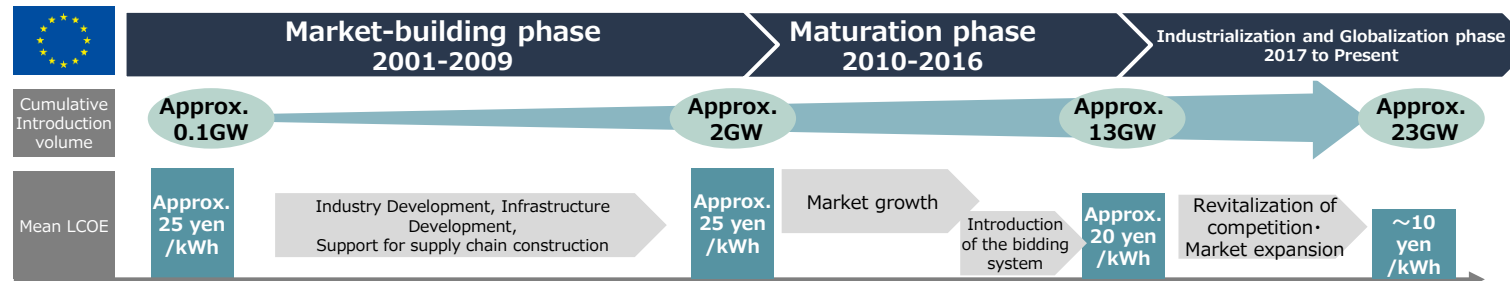 Market-building phase
2001-2009
Maturation phase
2010-2016
Industrialization and Globalization phase
2017 to Present
Cumulative
Introduction
volume
Approx.
0.1GW
Approx.
2GW
Approx.
13GW
Approx.
23GW
Mean LCOE
Approx.
25 yen
/kWh
Industry Development, Infrastructure
Development,
Support for supply chain construction
Approx.
25 yen
/kWh
Market growth
Introduction
of the bidding
system
Approx.
20 yen
/kWh
Revitalization of
competition・
Market expansion
～10
yen
/kWh